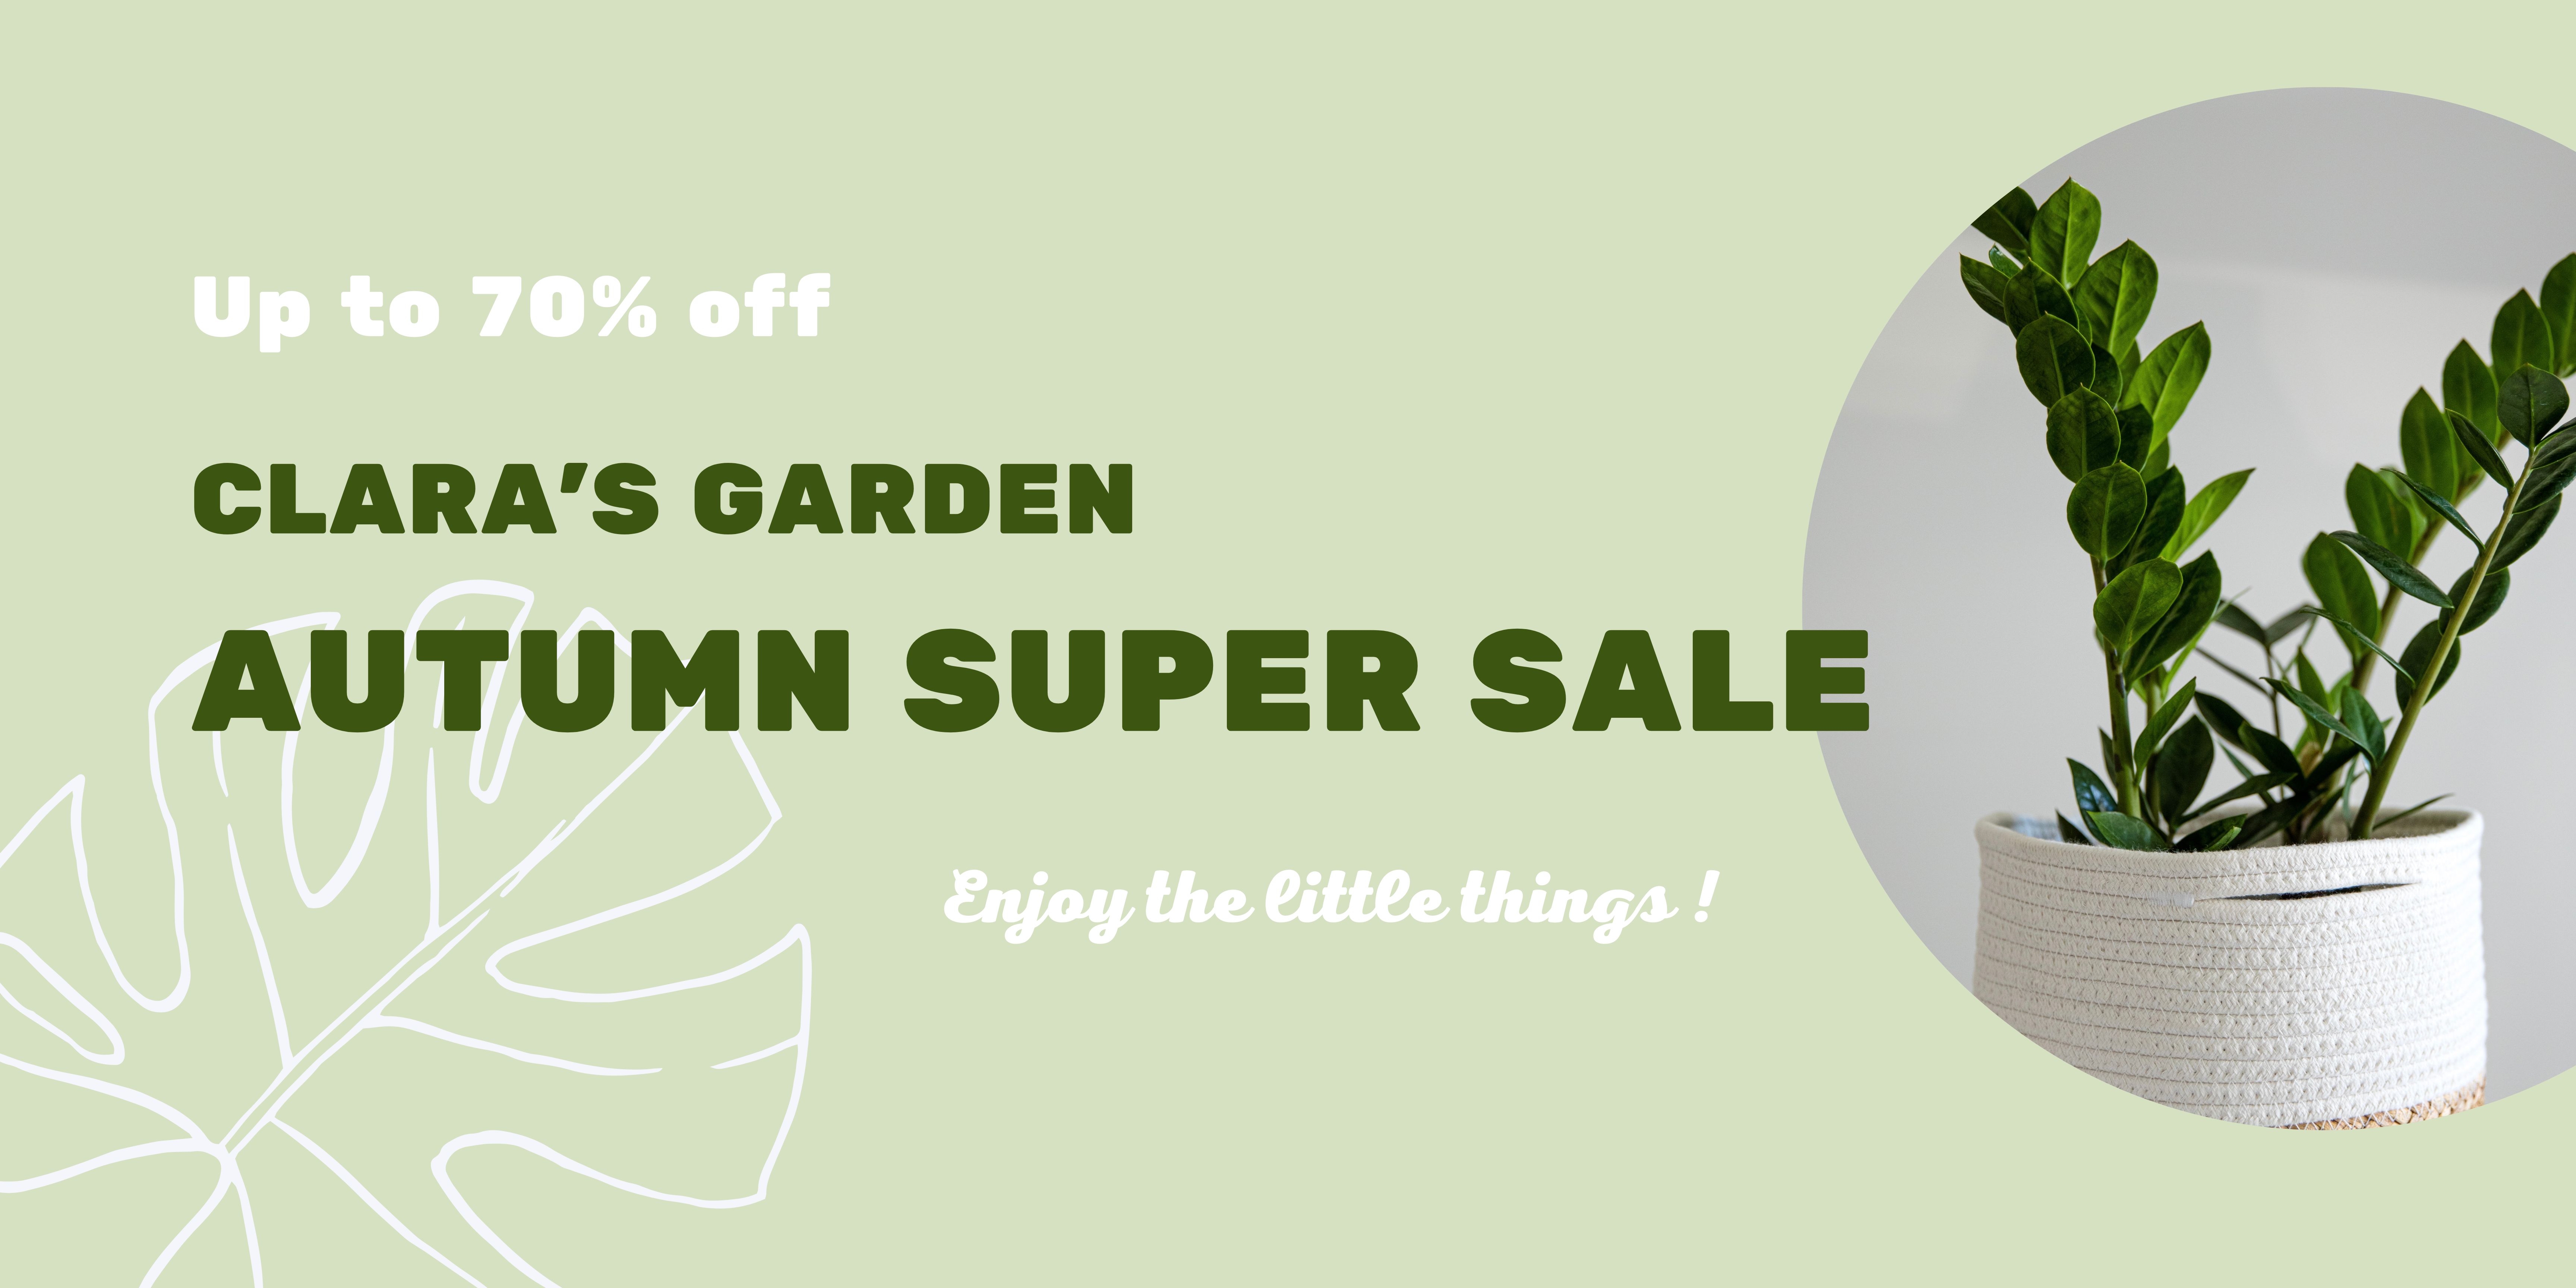 Up to 70% off
CLARA'S GARDEN
AUTUMN SUPER SALE
Enjoy the little things !